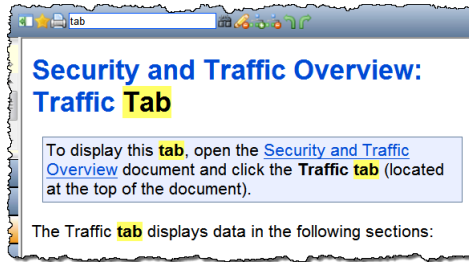 tab
Security and Traffic Overview:
Traffic Tab
To display this tab, open the Security and Traffic
Overview document and click the Traffic tab (located
at the top of the document).
The Traffic tab displays data in the following sections: